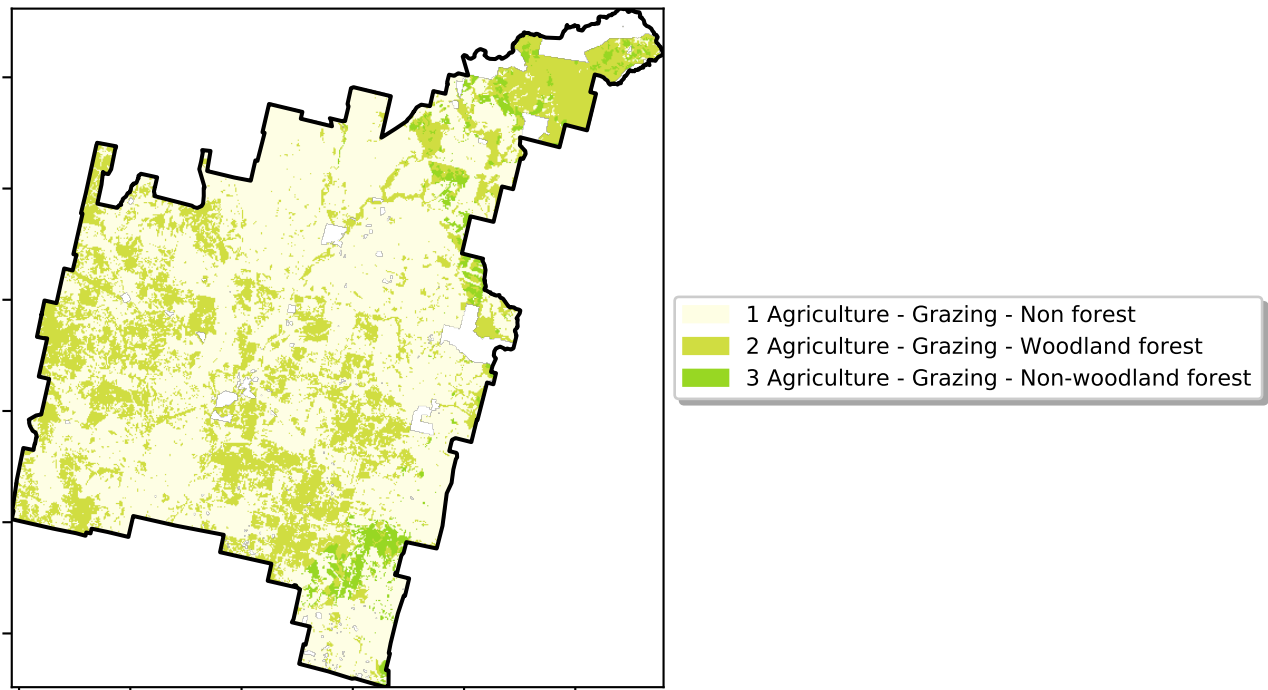 1 Agriculture - Grazing - Non forest
2 Agriculture - Grazing - Woodland forest
3 Agriculture - Grazing - Non-woodland forest